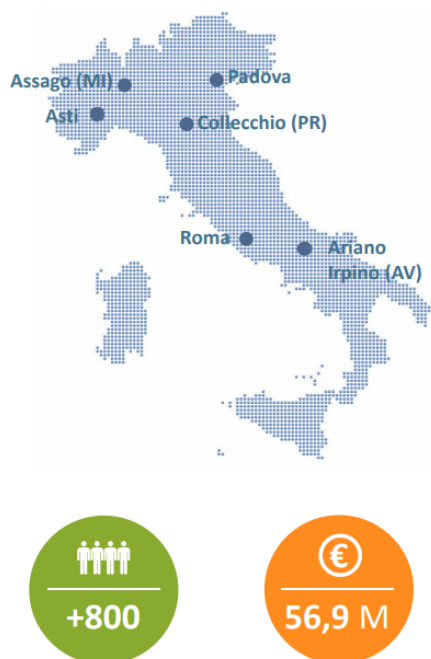 Assago (MI)
Padova
Asti
Collecchio (PR)
Roma
Ariano
Irpino (AV)
€
+800
56,9 M